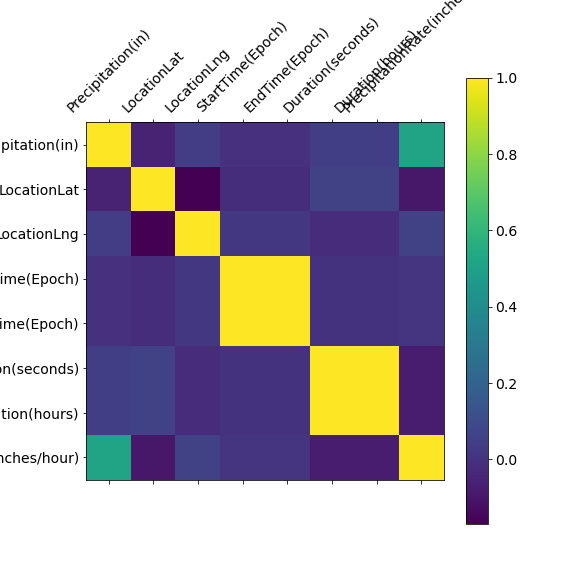 Precipitation(in)
LocationLat
LocationLng
StartTime(Epoch)
EndTime(Epoch)
Duration(seconds)
Duration(hours)
PrecipitationRate(inche
1.0
0.8
0.6
0.4
0.2
0.0
pitation(in)
LocationLat
LocationLng
ime(Epoch)
ime(Epoch)
on(seconds)
ation(hours)
nches/hour)